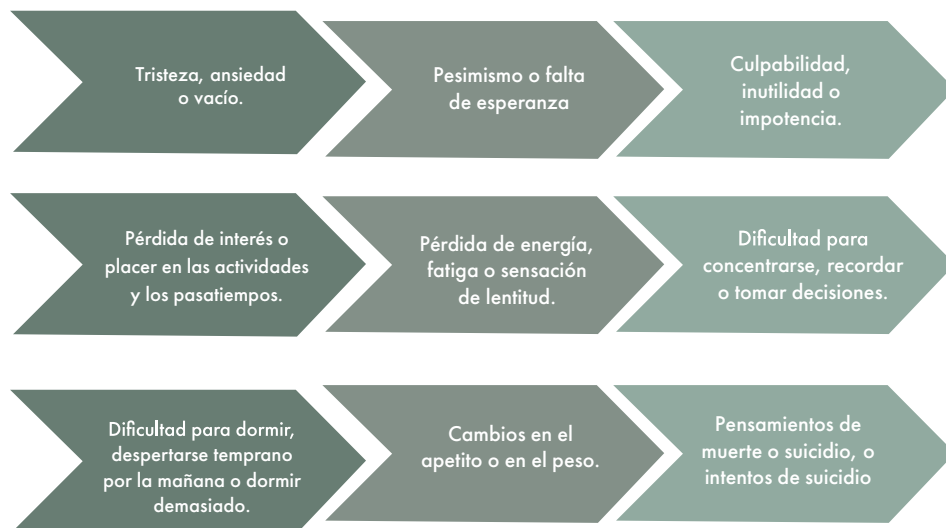 Tristeza, ansiedad
o vacío.
Pesimismo o falta
de esperanza
Culpabilidad,
inutilidad o
impotencia.
Pérdida de interés o
placer en las actividades
y los pasatiempos.
Pérdida de energía,
fatiga o sensación
de lentitud.
Dificultad para
concentrarse, recordar
o tomar decisiones.
Dificultad para dormir,
despertarse temprano
por la mañana o dormir
demasiado.
Cambios en el
apetito o en el peso.
Pensamientos de
muerte o suicidio, o
intentos de suicidio